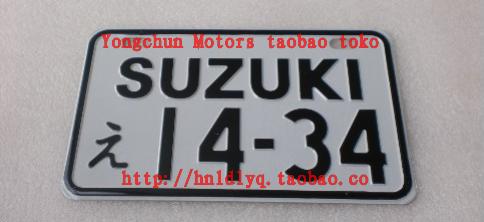 Yongchun Motors taobao toko
SUZUKI
え 14-34
http://hnldlyq.taobao.co